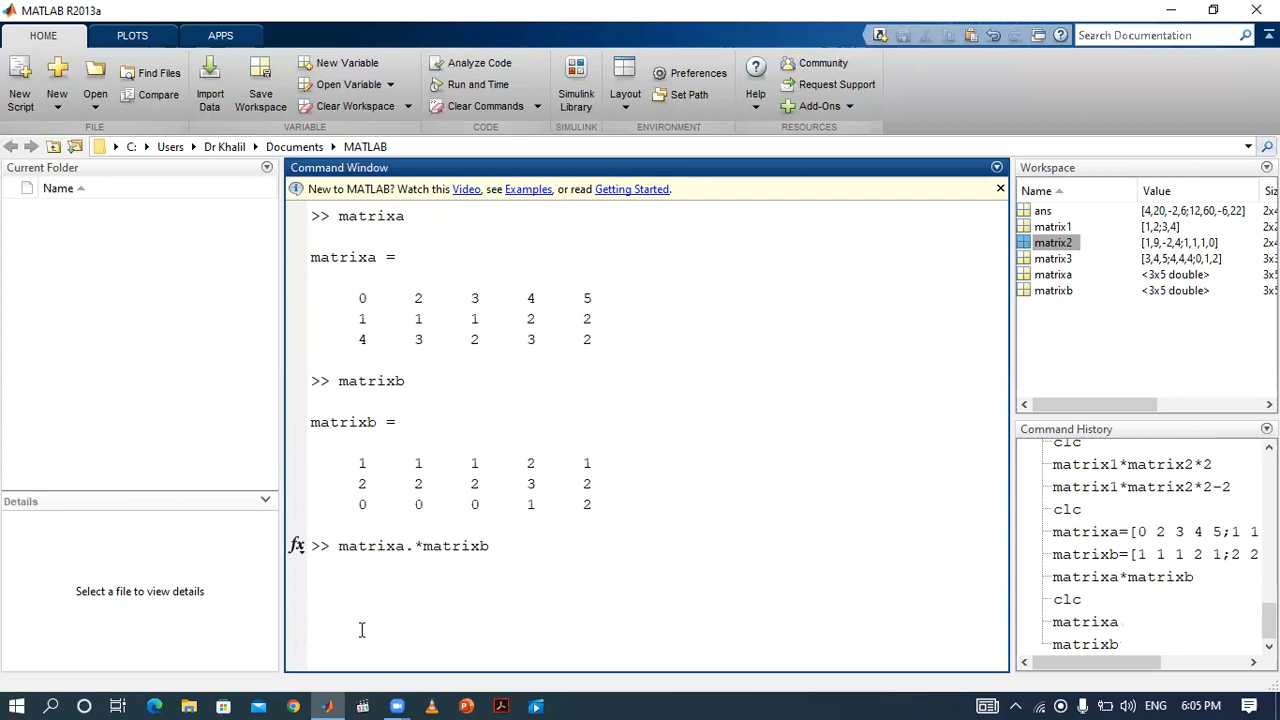 MATLAB R2013a
HOME PLOTS APPS
Search Documentation
New Script
New
Open
Find Files
Compare
Import Data
Save Workspace
New Variable
Open Variable
Clear Workspace
Analyze Code
Run and Time
Clear Commands
Simulink Library
Layout
Preferences
Set Path
Help
Community
Request Support
Add-Ons
FILE VARIABLE CODE SIMULINK ENVIRONMENT RESOURCES
C: Users Dr Khalil Documents MATLAB
Current Folder
Name
Details
Select a file to view details
Command Window
New to MATLAB? Watch this Video, see Examples, or read Getting Started.
>> matrixa
matrixa =
0 2 3 4 5
1 1 1 2 2
4 3 2 3 2
>> matrixb
matrixb =
1 1 1 2 1
2 2 2 3 2
0 0 0 1 2
fx >> matrixa.*matrixb
Workspace
Name Value Siz
ans [4,20,-2,6;12,60,-6,22] 2x4
matrix1 [1,2;3,4] 2x2
matrix2 [1,9,-2,4;1,1,1,0] 2x4
matrix3 [3,4,5;4,4,4;0,1,2] 3x3
matrixa <3x5 double> 3x5
matrixb <3x5 double> 3x5
Command History
clc
matrix1*matrix2*2
matrix1*matrix2*2-2
clc
matrixa=[0 2 3 4 5;1 1
matrixb=[1 1 1 2 1;2 2
matrixa*matrixb
clc
matrixa
matrixb
ENG 6:05 PM